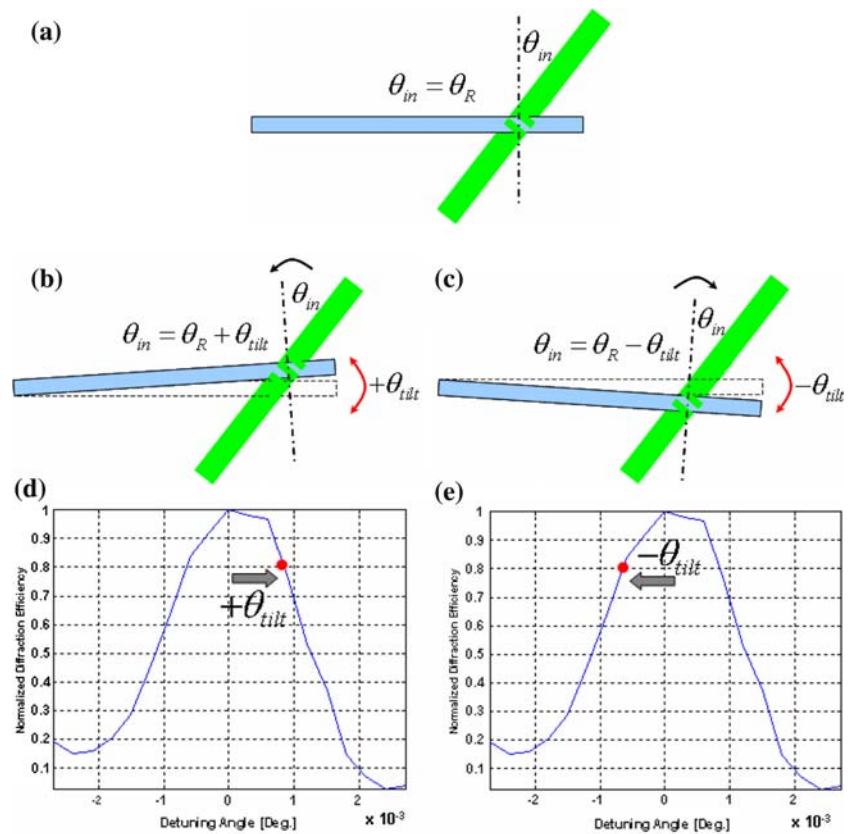 (a)
θin
θin = θR
(b)
θin
θin = θR + θtilt
+θtilt
(c)
θin
θin = θR − θtilt
−θtilt
(d)
1
0.9
0.8
0.7
0.6
0.5
0.4
0.3
0.2
0.1
Normalized Diffraction Efficiency
+θtilt
-2 -1 0 1 2
Detuning Angle [Deg.] x 10-3
(e)
1
0.9
0.8
0.7
0.6
0.5
0.4
0.3
0.2
0.1
Normalized Diffraction Efficiency
−θtilt
-2 -1 0 1 2
Detuning Angle [Deg.] x 10-3